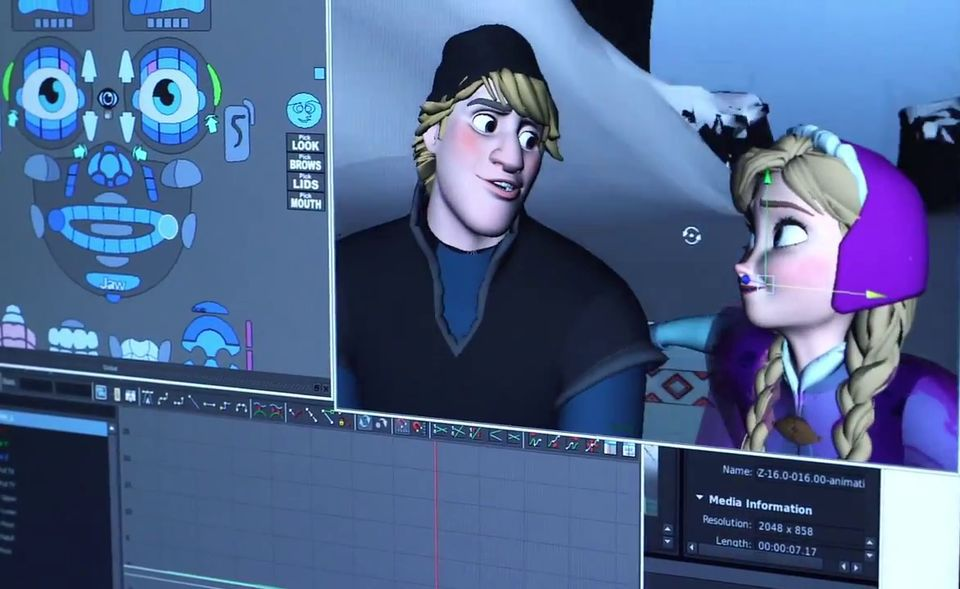 Pick
LOOK
Pick
BROWS
Pick
LIDS
Pick
MOUTH
Jaw
Name: Z-16.0-016.00-animati
Media Information
Resolution: 2048 x 858
Length: 00:00:07.17